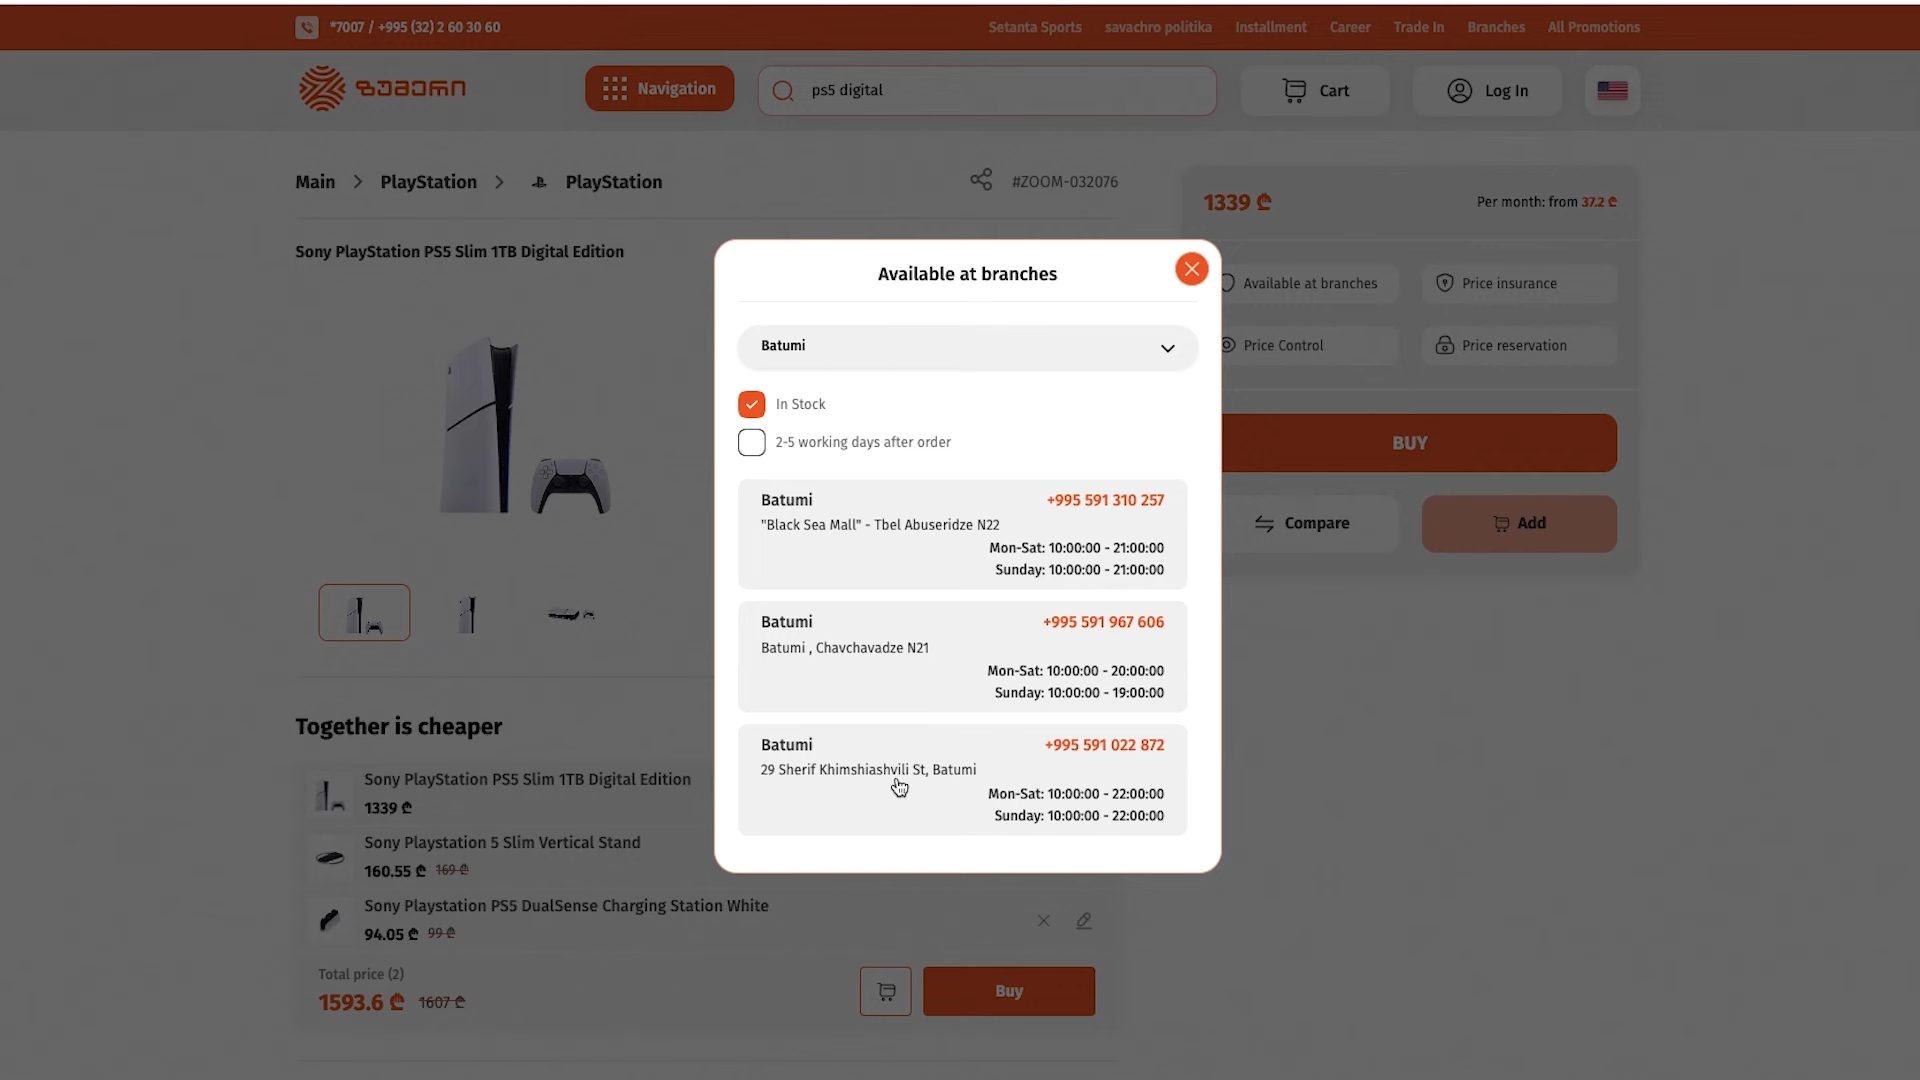 *7007 / +995 (32) 2 60 30 60
Setanta Sports
savachro politika
Installment
Career
Trade In
Branches
All Promotions
ზუმერი
Navigation
ps5 digital
Cart
Log In
Main
PlayStation
PlayStation
#ZOOM-032076
Sony PlayStation PS5 Slim 1TB Digital Edition
1339 ₾
Per month: from 37.2 ₾
Available at branches
Price insurance
Price Control
Price reservation
BUY
Compare
Add
Available at branches
Batumi
In Stock
2-5 working days after order
Batumi
+995 591 310 257
"Black Sea Mall" - Tbel Abuseridze N22
Mon-Sat: 10:00:00 - 21:00:00
Sunday: 10:00:00 - 21:00:00
Batumi
+995 591 967 606
Batumi , Chavchavadze N21
Mon-Sat: 10:00:00 - 20:00:00
Sunday: 10:00:00 - 19:00:00
Batumi
+995 591 022 872
29 Sherif Khimshiashvili St, Batumi
Mon-Sat: 10:00:00 - 22:00:00
Sunday: 10:00:00 - 22:00:00
Together is cheaper
Sony PlayStation PS5 Slim 1TB Digital Edition
1339 ₾
Sony Playstation 5 Slim Vertical Stand
160.55 ₾ 169 ₾
Sony Playstation PS5 DualSense Charging Station White
94.05 ₾ 99 ₾
Total price (2)
1593.6 ₾ 1607 ₾
Buy